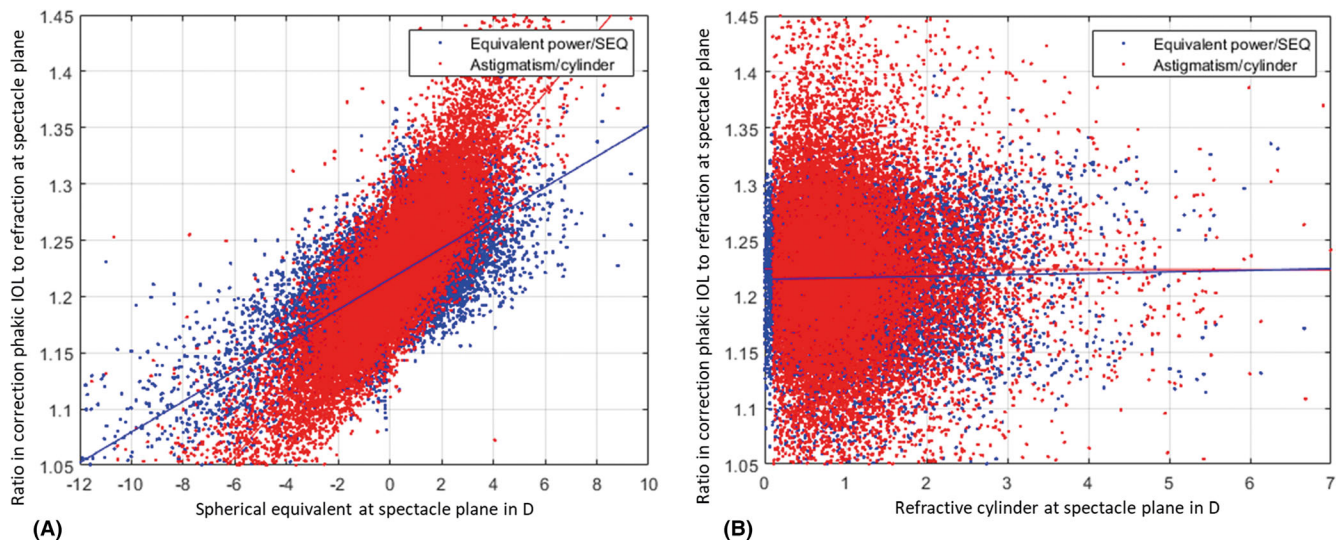 Ratio in correction phakic IOL to refraction at spectacle plane
1.45
1.4
1.35
1.3
1.25
1.2
1.15
1.1
1.05
Equivalent power/SEQ
Astigmatism/cylinder
-12 -10 -8 -6 -4 -2 0 2 4 6 8 10
Spherical equivalent at spectacle plane in D
(A)
Ratio in correction phakic IOL to refraction at spectacle plane
1.45
1.4
1.35
1.3
1.25
1.2
1.15
1.1
1.05
Equivalent power/SEQ
Astigmatism/cylinder
0 1 2 3 4 5 6 7
Refractive cylinder at spectacle plane in D
(B)